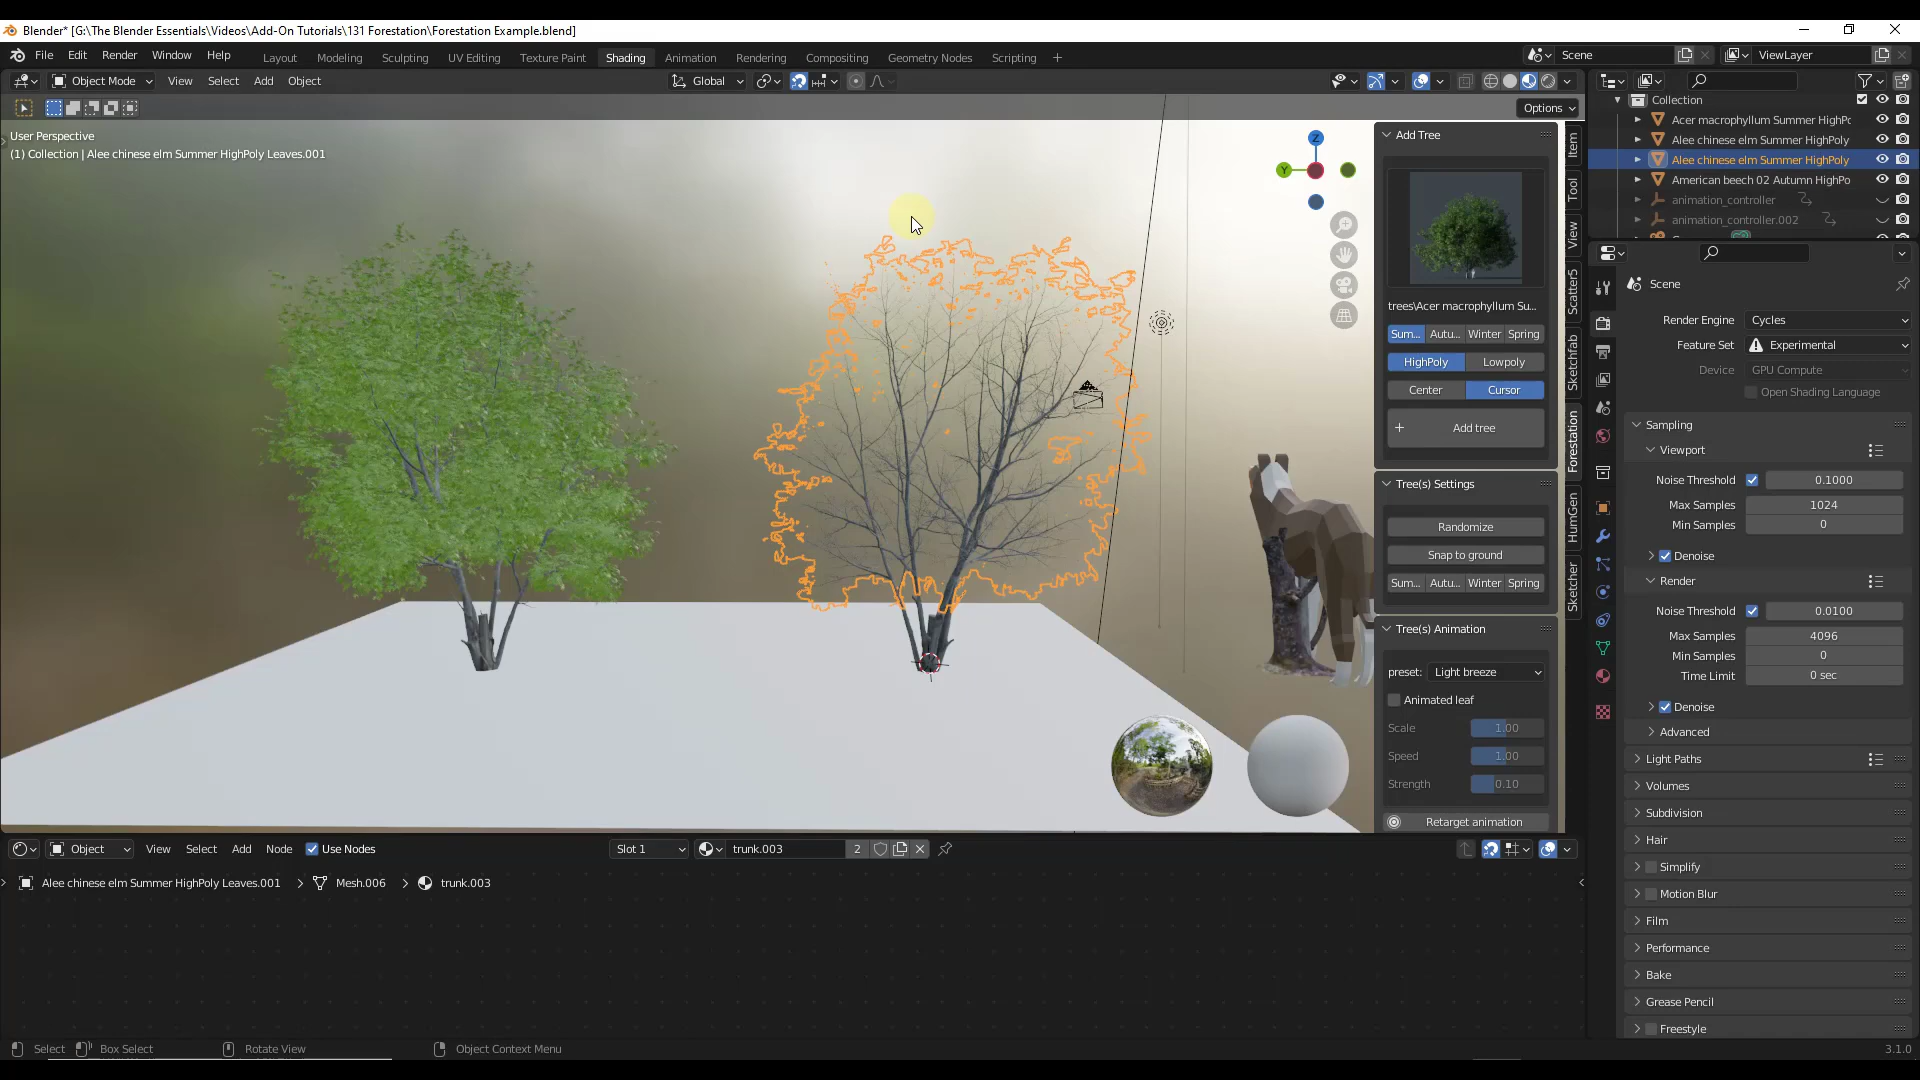 Blender* [G:\The Blender Essentials\Videos\Add-On Tutorials\131 Forestation\Forestation Example.blend]
File Edit Render Window Help
Layout Modeling Sculpting UV Editing Texture Paint Shading Animation Rendering Compositing Geometry Nodes Scripting +
Scene
ViewLayer
Object Mode View Select Add Object
Global
Options
User Perspective
(1) Collection | Alee chinese elm Summer HighPoly Leaves.001
Z
Y
Add Tree
trees\Acer macrophyllum Su...
Sum... Autu... Winter Spring
HighPoly Lowpoly
Center Cursor
+ Add tree
Tree(s) Settings
Randomize
Snap to ground
Sum... Autu... Winter Spring
Tree(s) Animation
preset: Light breeze
Animated leaf
Scale 1.00
Speed 1.00
Strength 0.10
Retarget animation
Item
Tool
View
Scatter5
Sketchfab
Forestation
HumGen
Sketcher
Collection
Acer macrophyllum Summer HighPo
Alee chinese elm Summer HighPoly
Alee chinese elm Summer HighPoly
American beech 02 Autumn HighPo
animation_controller
animation_controller.002
Scene
Render Engine Cycles
Feature Set Experimental
Device GPU Compute
Open Shading Language
Sampling
Viewport
Noise Threshold 0.1000
Max Samples 1024
Min Samples 0
Denoise
Render
Noise Threshold 0.0100
Max Samples 4096
Min Samples 0
Time Limit 0 sec
Denoise
Advanced
Light Paths
Volumes
Subdivision
Hair
Simplify
Motion Blur
Film
Performance
Bake
Grease Pencil
Freestyle
Object View Select Add Node Use Nodes
Slot 1
trunk.003 2
Alee chinese elm Summer HighPoly Leaves.001 > Mesh.006 > trunk.003
Select Box Select Rotate View Object Context Menu
3.1.0